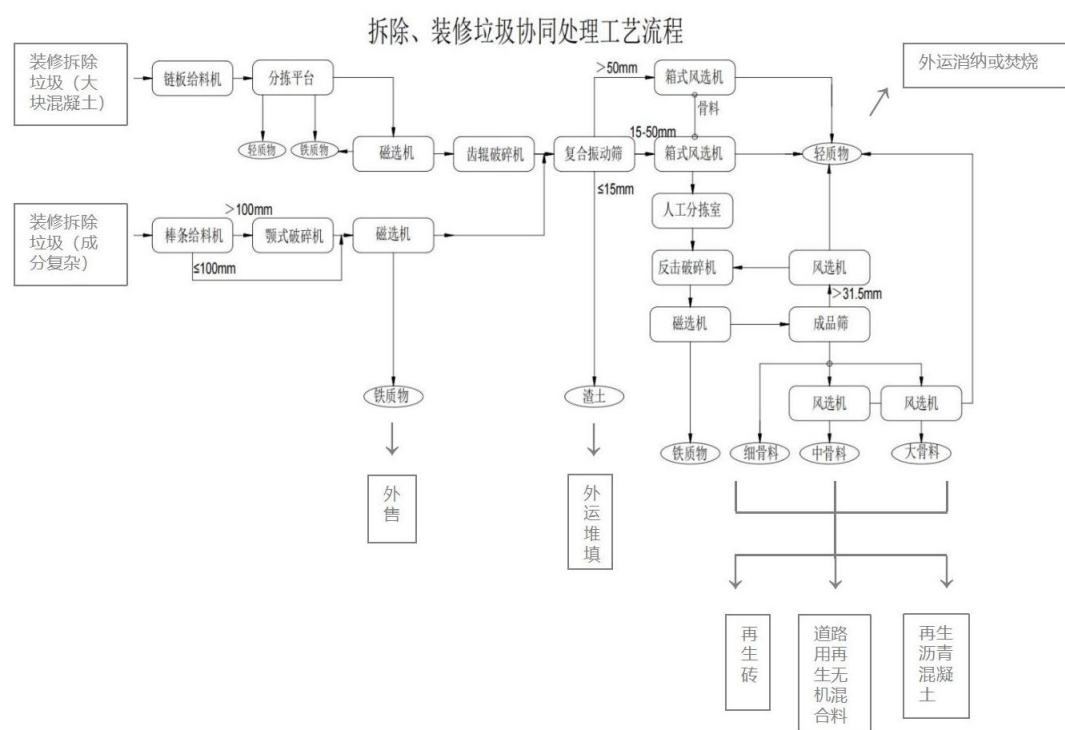 拆除、装修垃圾协同处理工艺流程
装修拆除
垃圾（大
块混凝土）
链板给料机
分拣平台
>50mm
箱式风选机
外运消纳或焚烧
骨料
轻质物
铁质物
磁选机
齿辊破碎机
复合振动筛
15-50mm
箱式风选机
轻质物
≤15mm
人工分拣室
装修拆除
垃圾（成
分复杂）
>100mm
棒条给料机
颚式破碎机
磁选机
≤100mm
反击破碎机
风选机
>31.5mm
磁选机
成品筛
铁质物
渣土
风选机
风选机
铁质物
细骨料
中骨料
大骨料
外
售
外
运
堆
填
再
生
砖
道路
用再
生无
机混
合料
再生
沥青
混凝
土